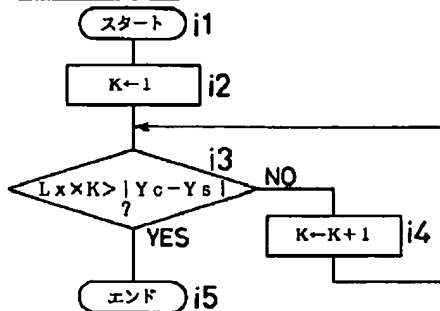 スタート i1
K←1 i2
i3
Lx×K>|Yc-Ys|
?
NO
YES
K←K+1 i4
エンド i5